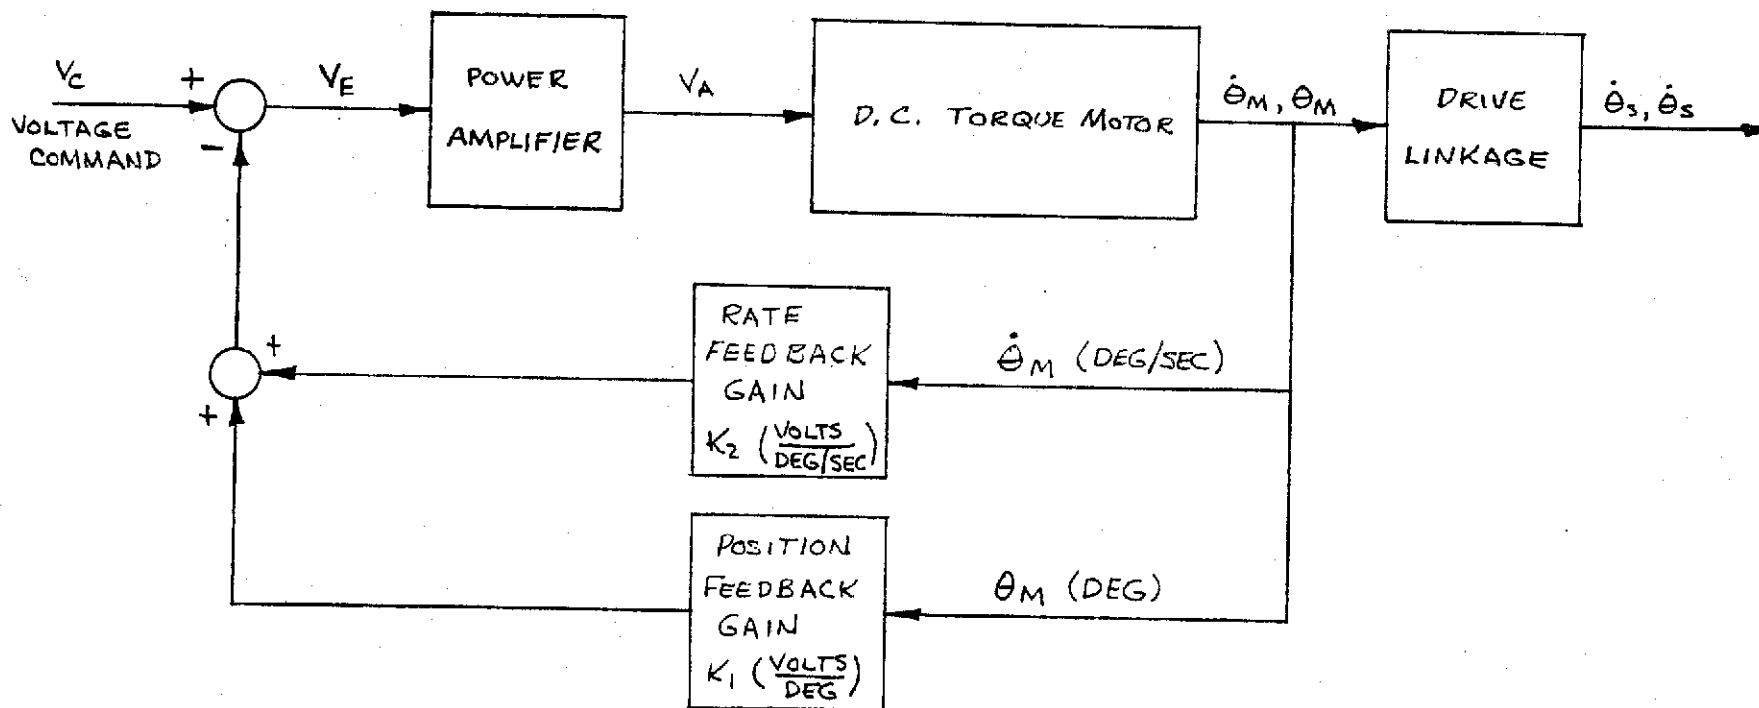 V_C
VOLTAGE
COMMAND
+
−
V_E
POWER
AMPLIFIER
V_A
D.C. TORQUE MOTOR
θ̇_M, θ_M
DRIVE
LINKAGE
θ̇_S, θ̇_S
RATE
FEEDBACK
GAIN
K_2 (VOLTS / DEG/SEC)
θ̇_M (DEG/SEC)
+
+
POSITION
FEEDBACK
GAIN
K_1 (VOLTS / DEG)
θ_M (DEG)